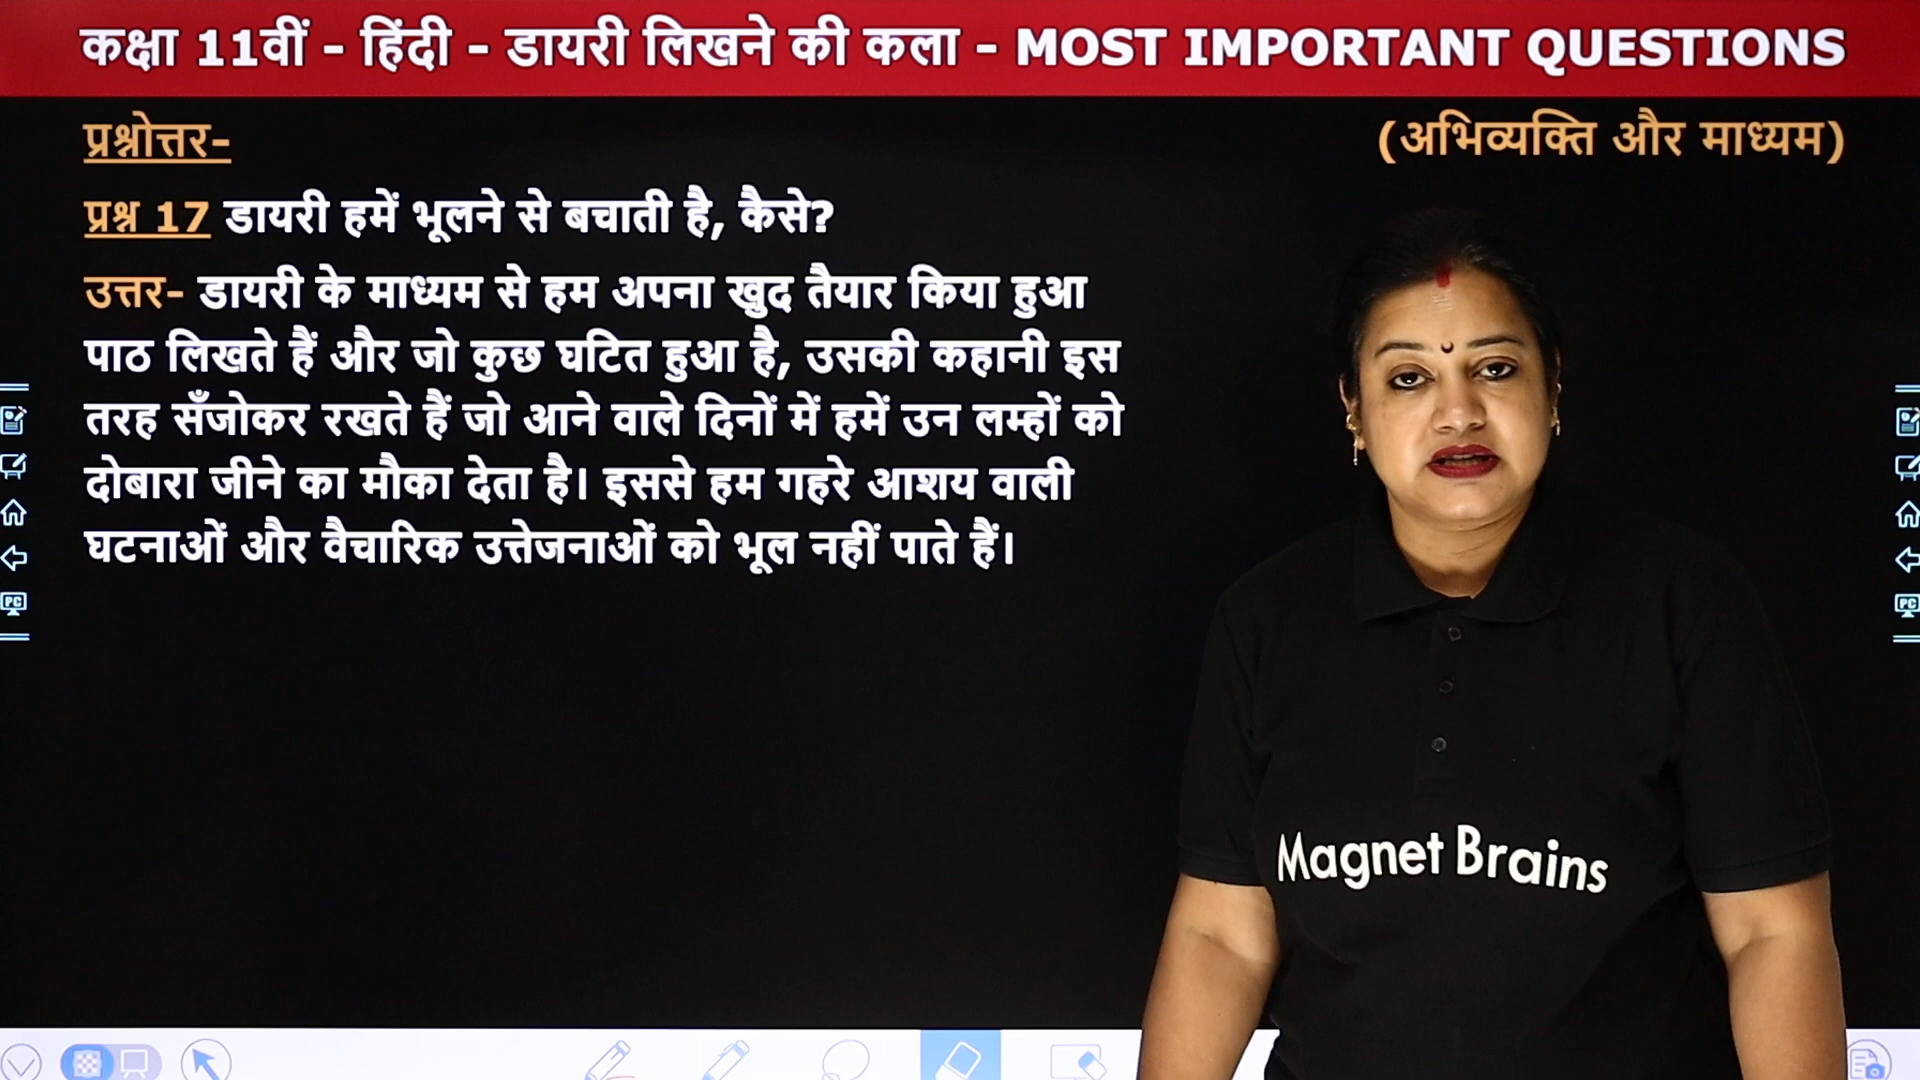 कक्षा 11वीं - हिंदी - डायरी लिखने की कला - MOST IMPORTANT QUESTIONS
प्रश्नोत्तर-
(अभिव्यक्ति और माध्यम)
प्रश्न 17 डायरी हमें भूलने से बचाती है, कैसे?
उत्तर- डायरी के माध्यम से हम अपना खुद तैयार किया हुआ
पाठ लिखते हैं और जो कुछ घटित हुआ है, उसकी कहानी इस
तरह सँजोकर रखते हैं जो आने वाले दिनों में हमें उन लम्हों को
दोबारा जीने का मौका देता है। इससे हम गहरे आशय वाली
घटनाओं और वैचारिक उत्तेजनाओं को भूल नहीं पाते हैं।
PC
PC
Magnet Brains